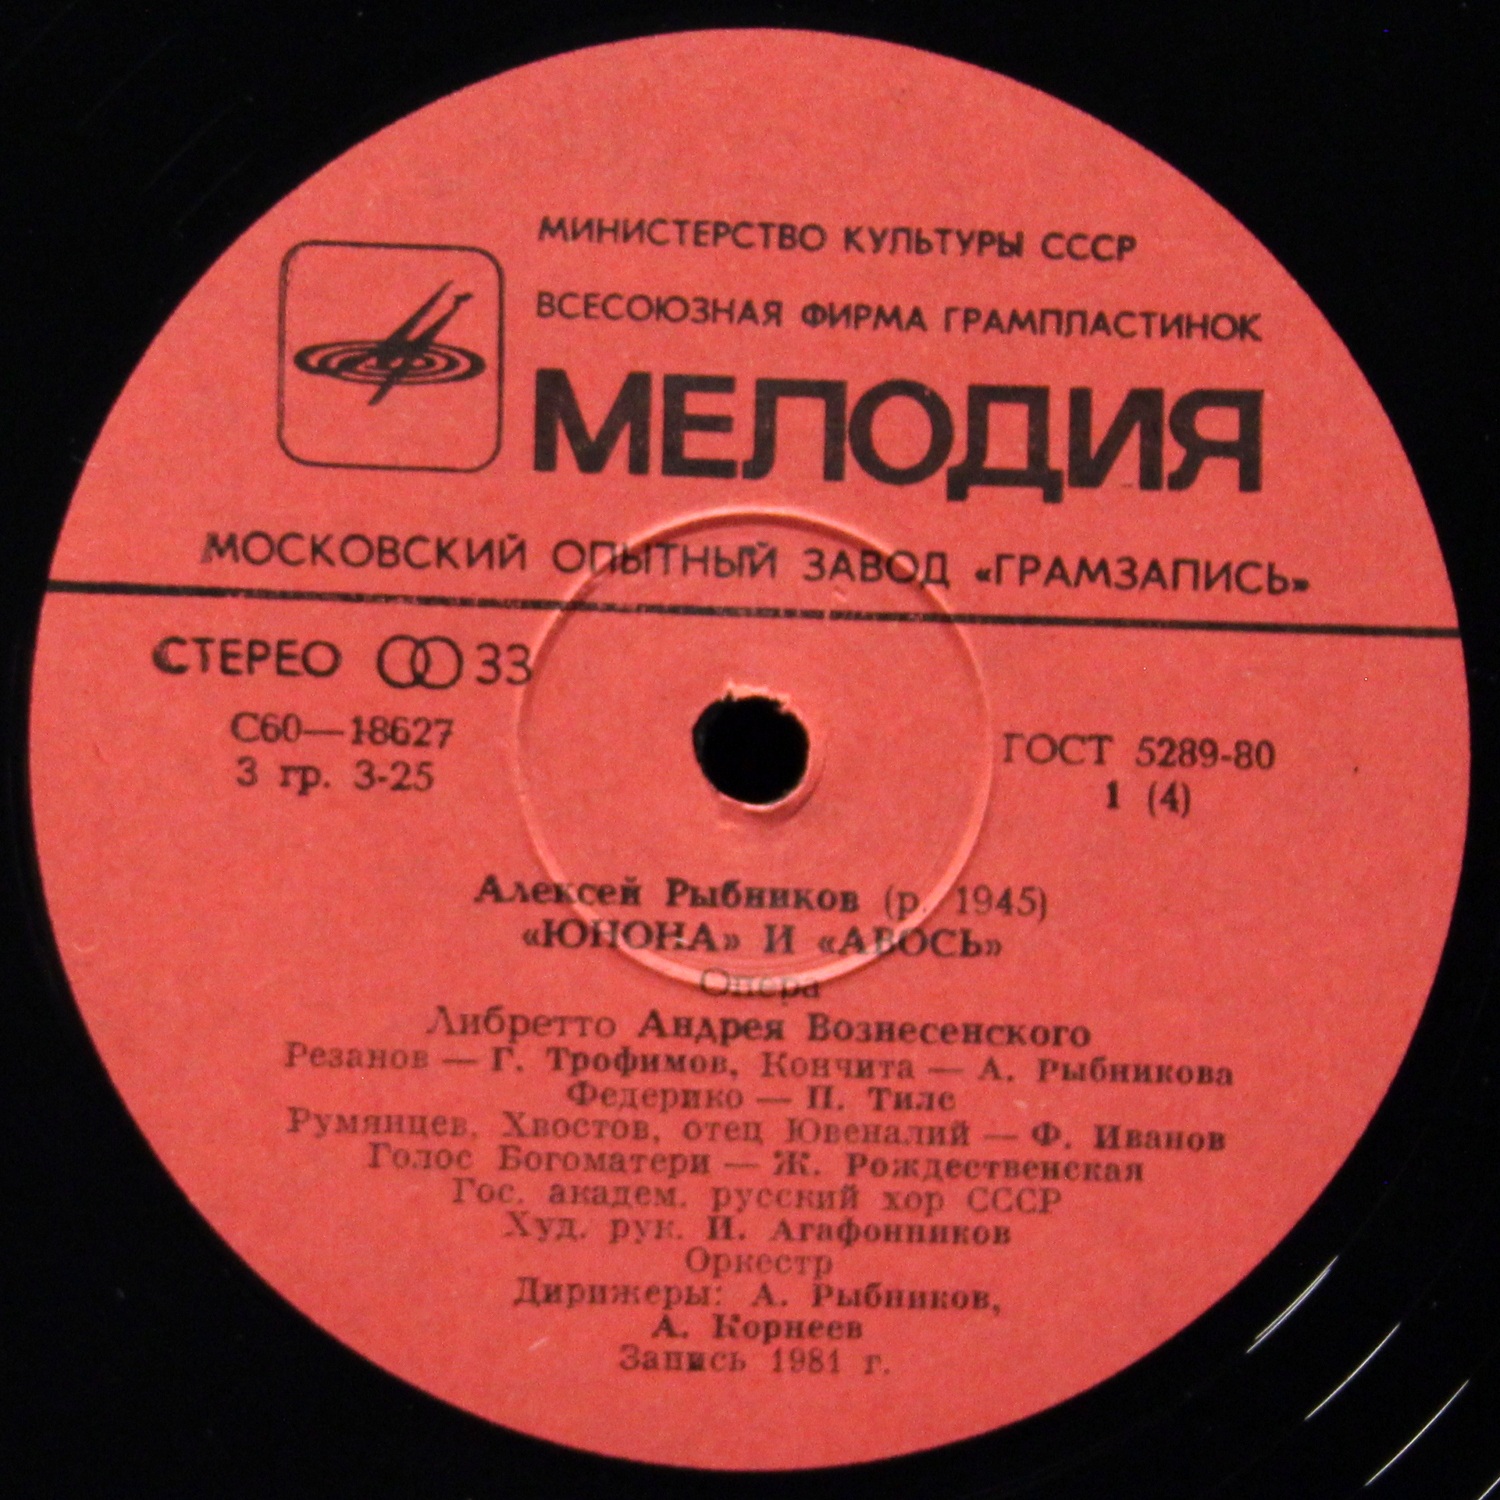 МИНИСТЕРСТВО КУЛЬТУРЫ СССР
ВСЕСОЮЗНАЯ ФИРМА ГРАМПЛАСТИНОК
МЕЛОДИЯ
МОСКОВСКИЙ ОПЫТНЫЙ ЗАВОД «ГРАМЗАПИСЬ»
СТЕРЕО 33
С60—18627
3 гр. 3-25
ГОСТ 5289-80
1 (4)
Алексей Рыбников (р. 1945)
«ЮНОНА» И «АВОСЬ»
Опера
Либретто Андрея Вознесенского
Резанов — Г. Трофимов, Кончита — А. Рыбникова
Федерико — П. Тилс
Румянцев, Хвостов, отец Ювеналий — Ф. Иванов
Голос Богоматери — Ж. Рождественская
Гос. академ. русский хор СССР
Худ. рук. И. Агафонников
Оркестр
Дирижеры: А. Рыбников,
А. Корнеев
Запись 1981 г.